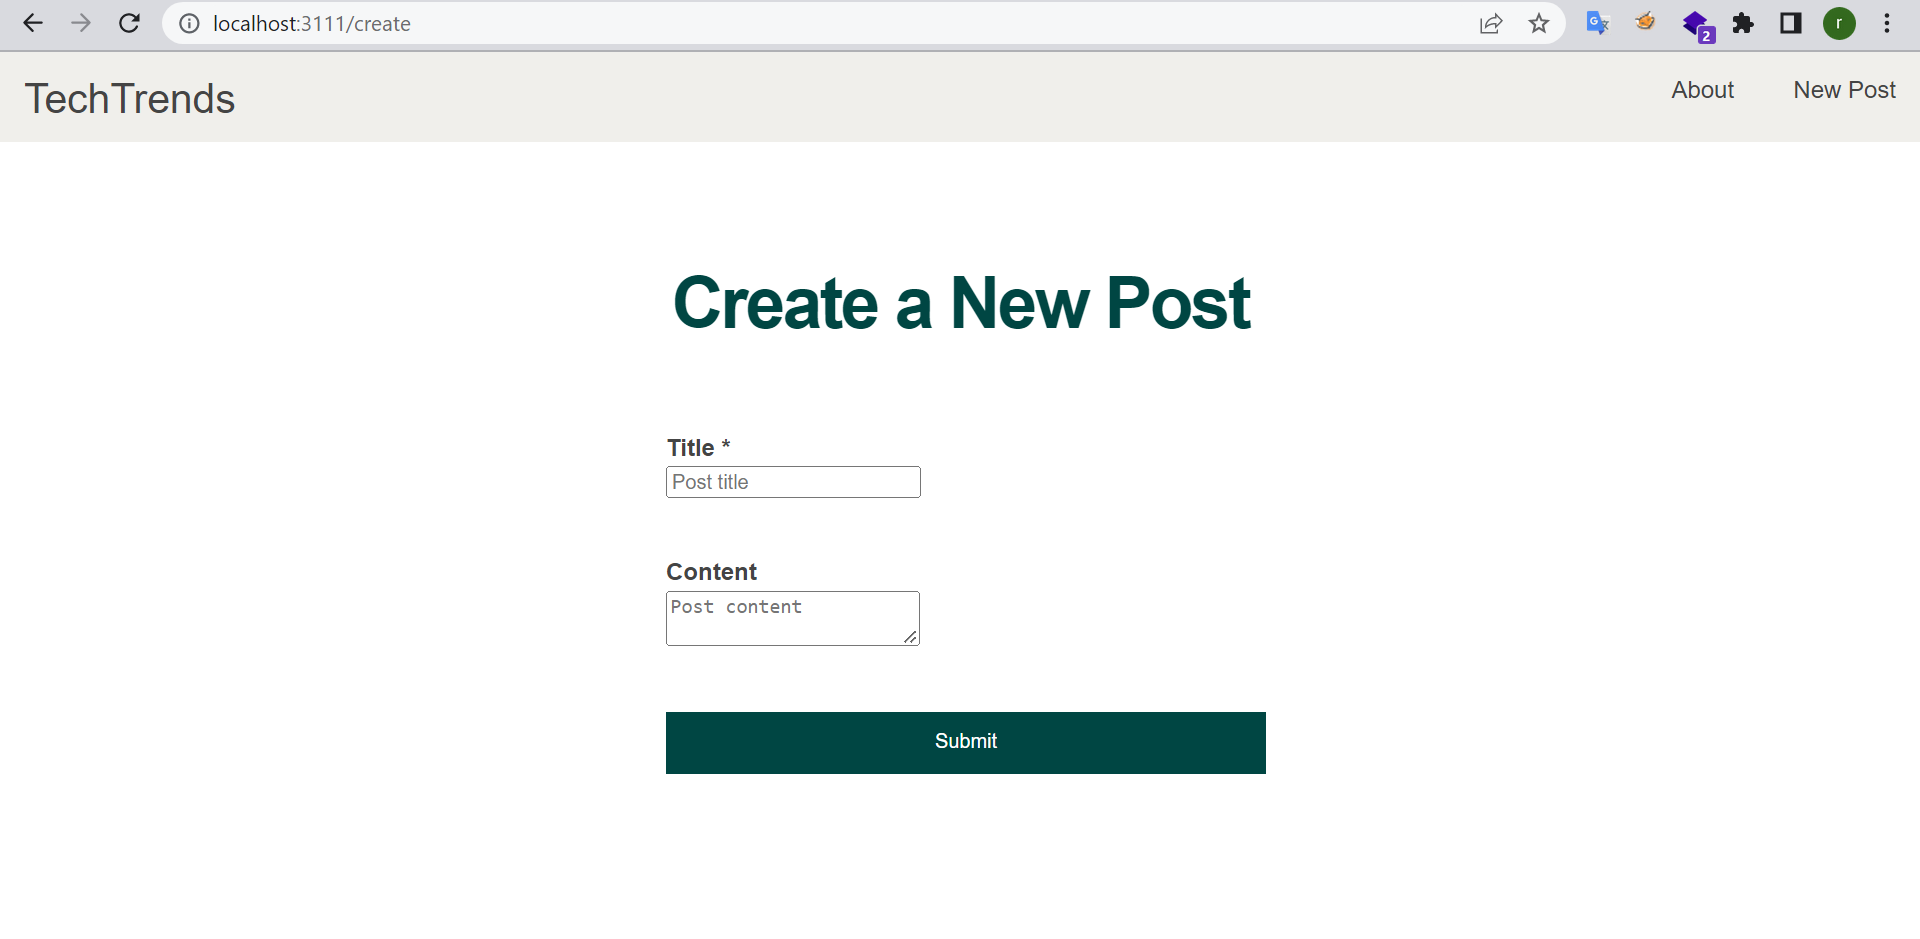 localhost:3111/create
2
r
TechTrends
About
New Post
Create a New Post
Title *
Post title
Content
Post content
Submit